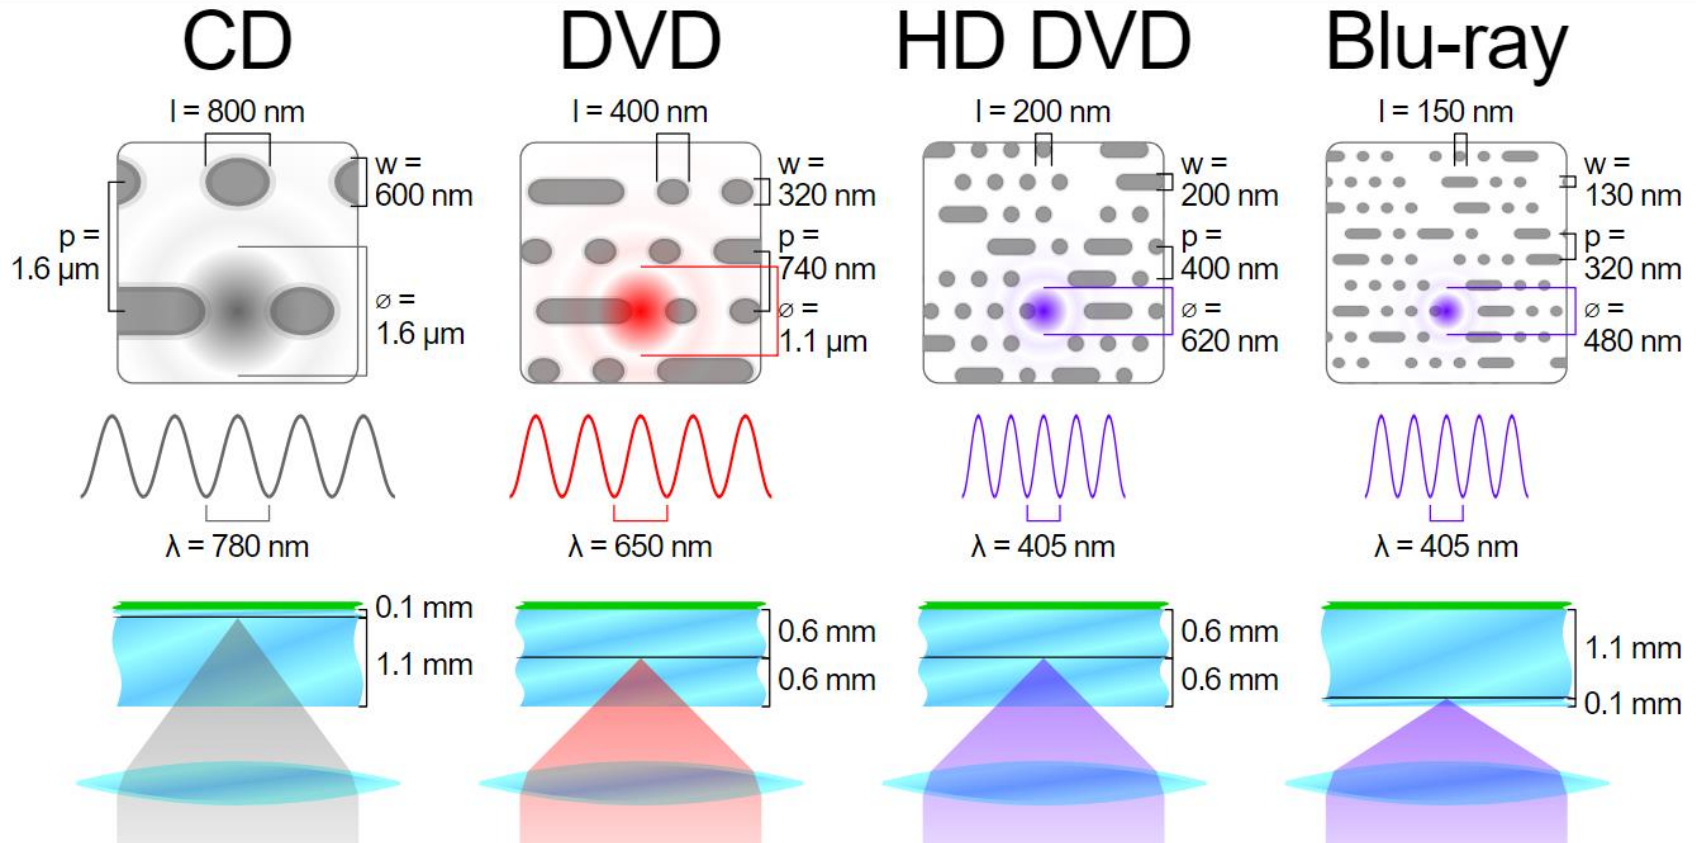 CD
l = 800 nm
w =
600 nm
p =
1.6 µm
⌀ =
1.6 µm
λ = 780 nm
0.1 mm
1.1 mm
DVD
l = 400 nm
w =
320 nm
p =
740 nm
⌀ =
1.1 µm
λ = 650 nm
0.6 mm
0.6 mm
HD DVD
l = 200 nm
w =
200 nm
p =
400 nm
⌀ =
620 nm
λ = 405 nm
0.6 mm
0.6 mm
Blu-ray
l = 150 nm
w =
130 nm
p =
320 nm
⌀ =
480 nm
λ = 405 nm
1.1 mm
0.1 mm